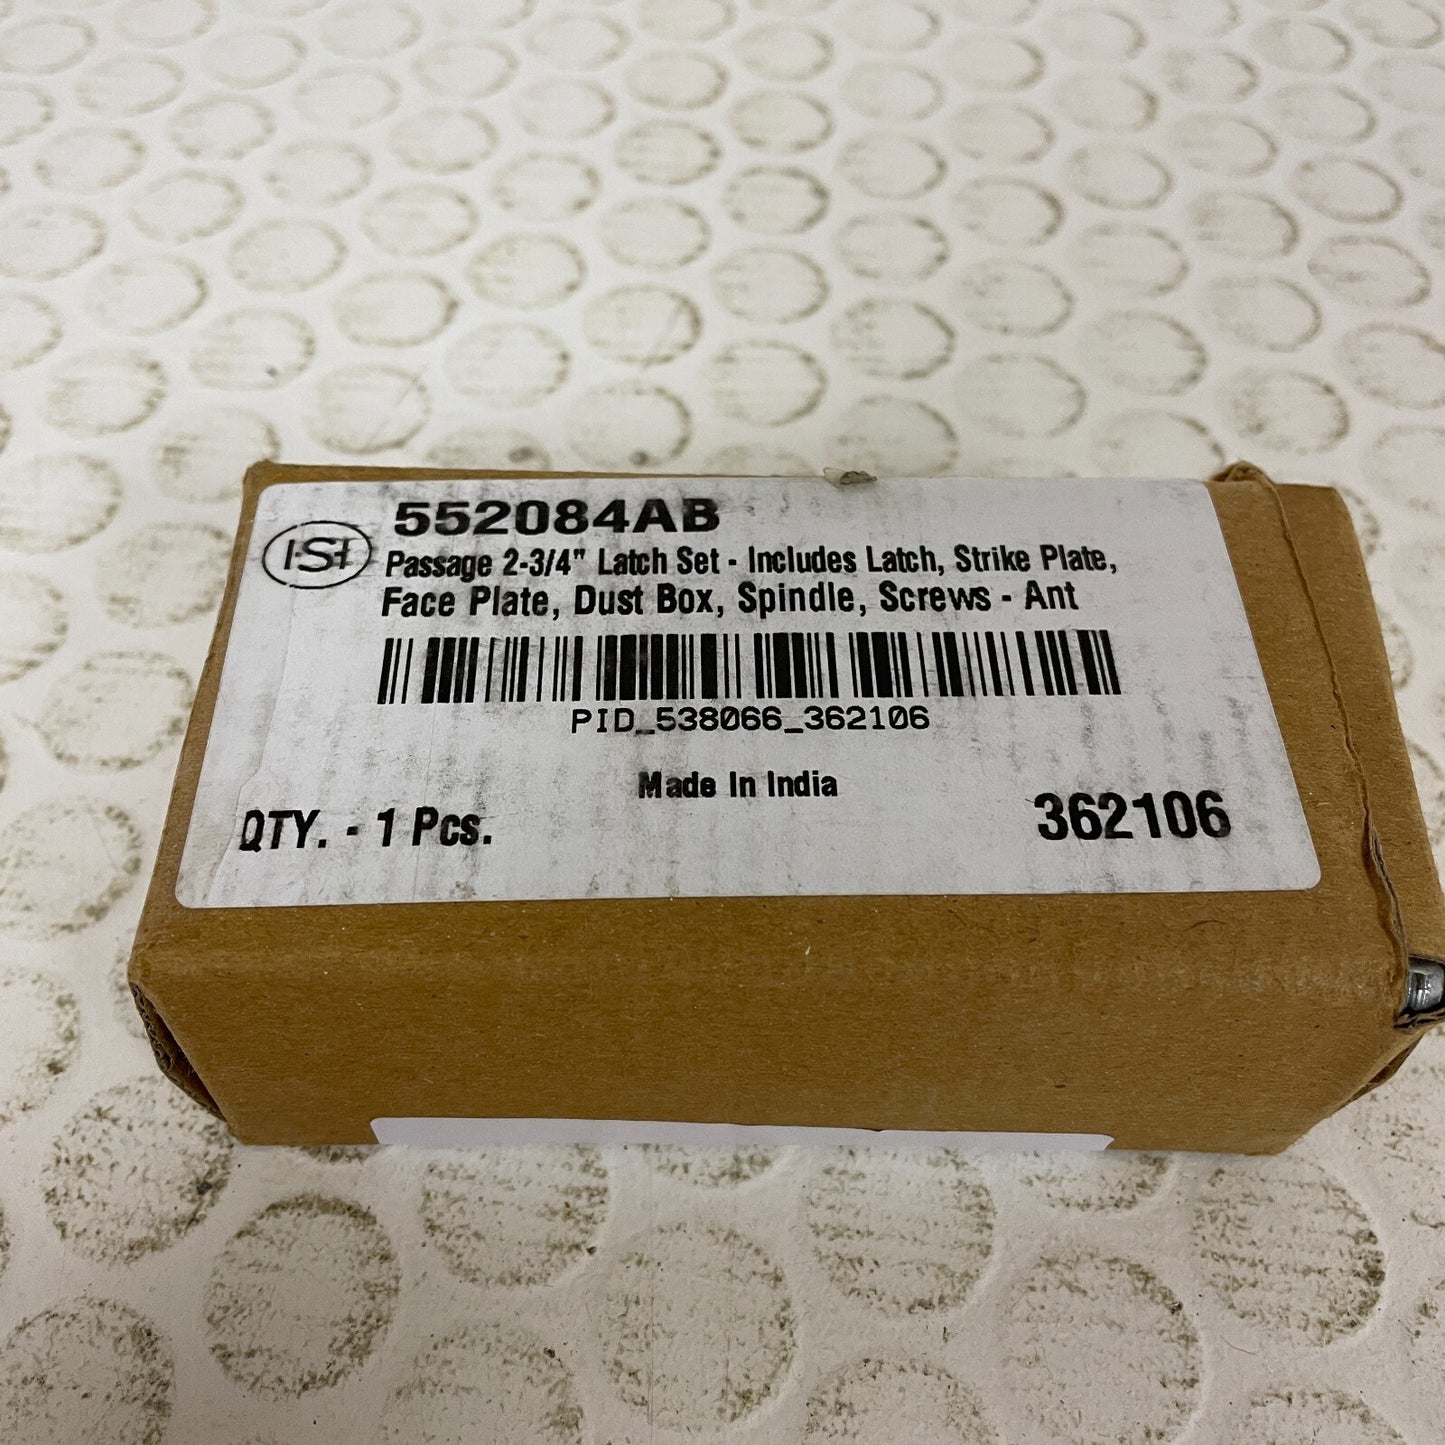 552084AB
ISH
Passage 2-3/4" Latch Set - Includes Latch, Strike Plate,
Face Plate, Dust Box, Spindle, Screws - Ant
PID_538066_362106
Made In India
QTY. - 1 Pcs.
362106